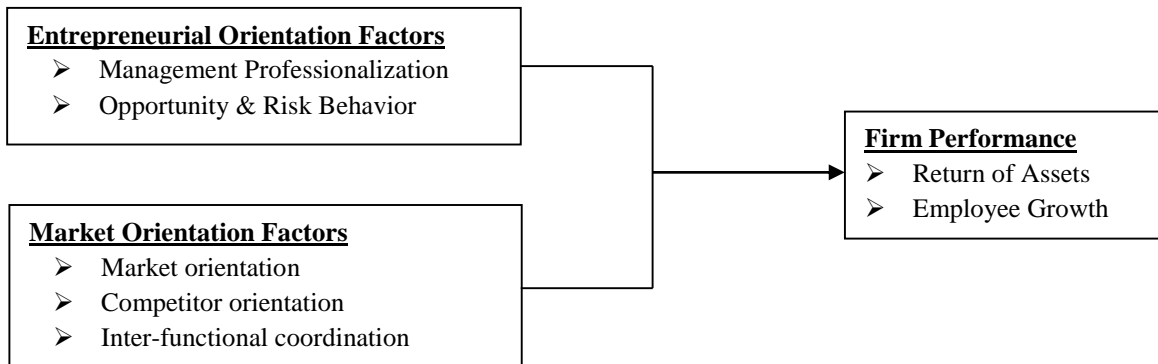 Entrepreneurial Orientation Factors
➢ Management Professionalization
➢ Opportunity & Risk Behavior
Firm Performance
➢ Return of Assets
➢ Employee Growth
Market Orientation Factors
➢ Market orientation
➢ Competitor orientation
➢ Inter-functional coordination